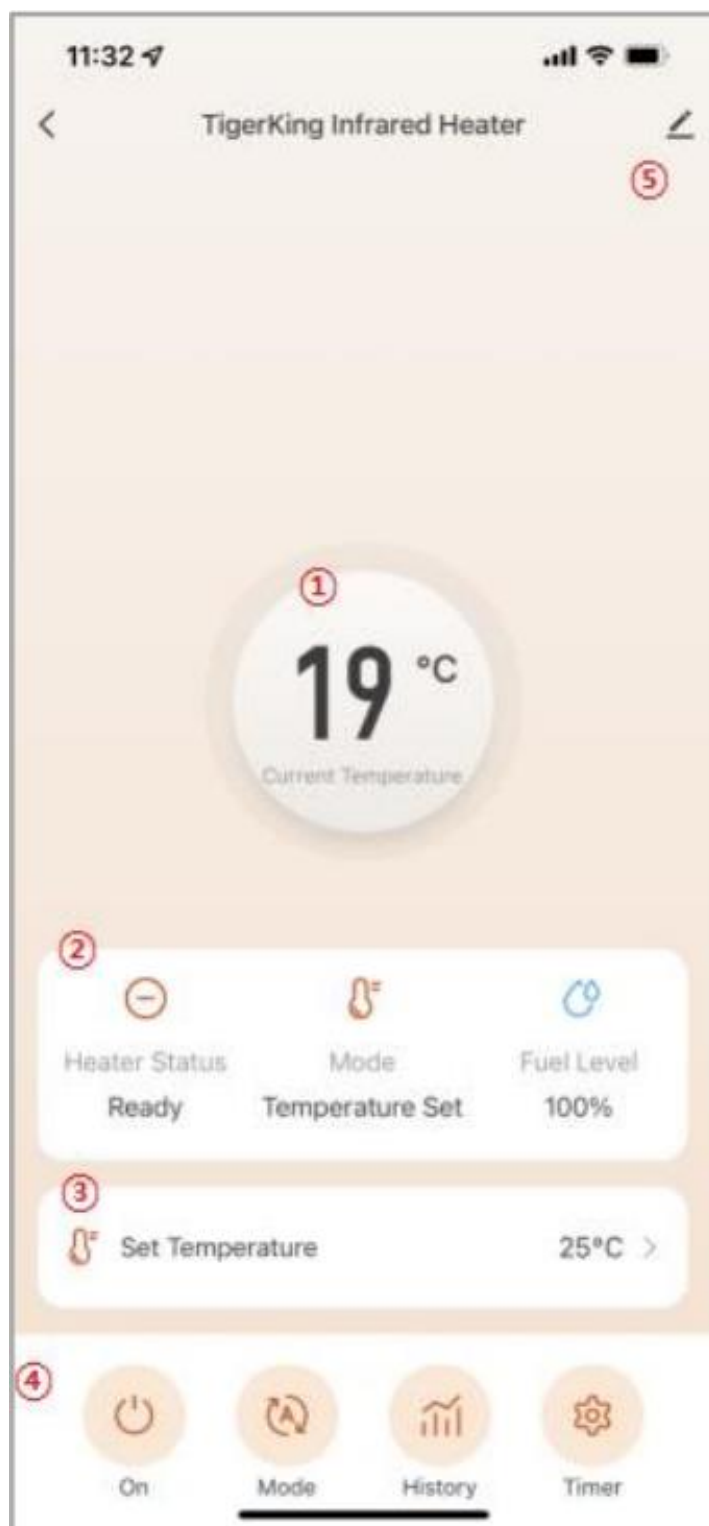 11:32
TigerKing Infrared Heater
⑤
①
19 °C
Current Temperature
②
Heater Status Mode Fuel Level
Ready Temperature Set 100%
③
Set Temperature 25°C >
④
On Mode History Timer